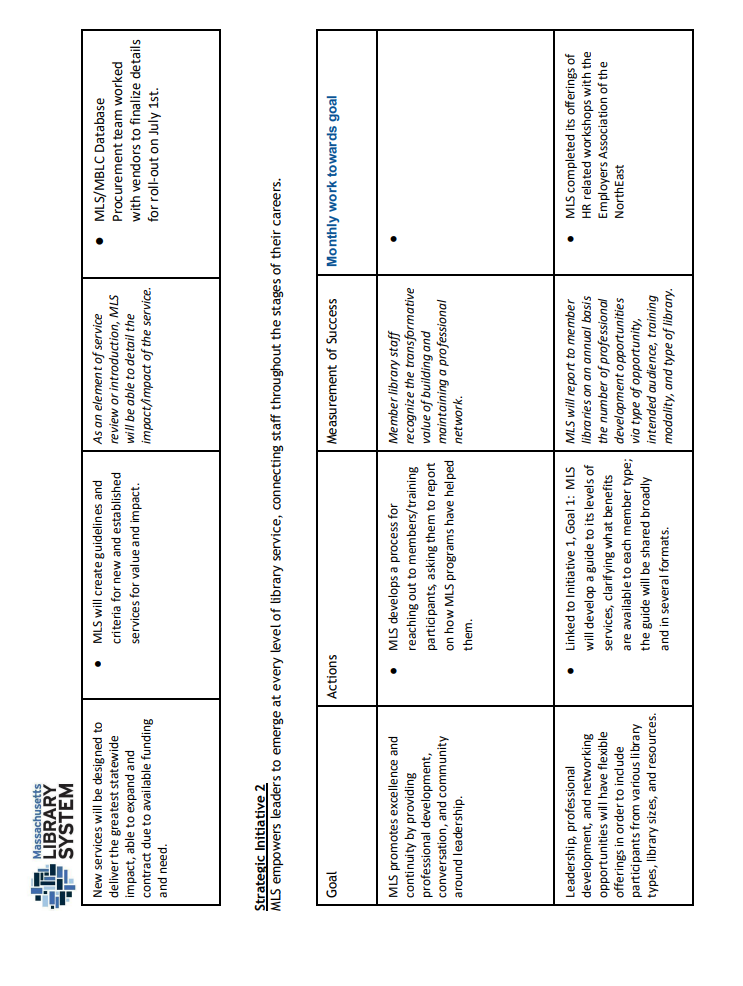 Massachusetts
LIBRARY
SYSTEM
New services will be designed to
deliver the greatest statewide
impact, able to expand and
contract due to available funding
and need.
● MLS will create guidelines and
criteria for new and established
services for value and impact.
As an element of service
review or introduction, MLS
will be able to detail the
impact/impact of the service.
● MLS/MBLC Database
Procurement team worked
with vendors to finalize details
for roll-out on July 1st.
Strategic Initiative 2
MLS empowers leaders to emerge at every level of library service, connecting staff throughout the stages of their careers.
Goal
Actions
Measurement of Success
Monthly work towards goal
MLS promotes excellence and
continuity by providing
professional development,
conversation, and community
around leadership.
● MLS develops a process for
reaching out to members/training
participants, asking them to report
on how MLS programs have helped
them.
Member library staff
recognize the transformative
value of building and
maintaining a professional
network.
●
Leadership, professional
development, and networking
opportunities will have flexible
offerings in order to include
participants from various library
types, library sizes, and resources.
● Linked to Initiative 1, Goal 1: MLS
will develop a guide to its levels of
services, clarifying what benefits
are available to each member type;
the guide will be shared broadly
and in several formats.
MLS will report to member
libraries on an annual basis
the number of professional
development opportunities
via type of opportunity,
intended audience, training
modality, and type of library.
● MLS completed its offerings of
HR related workshops with the
Employers Association of the
NorthEast